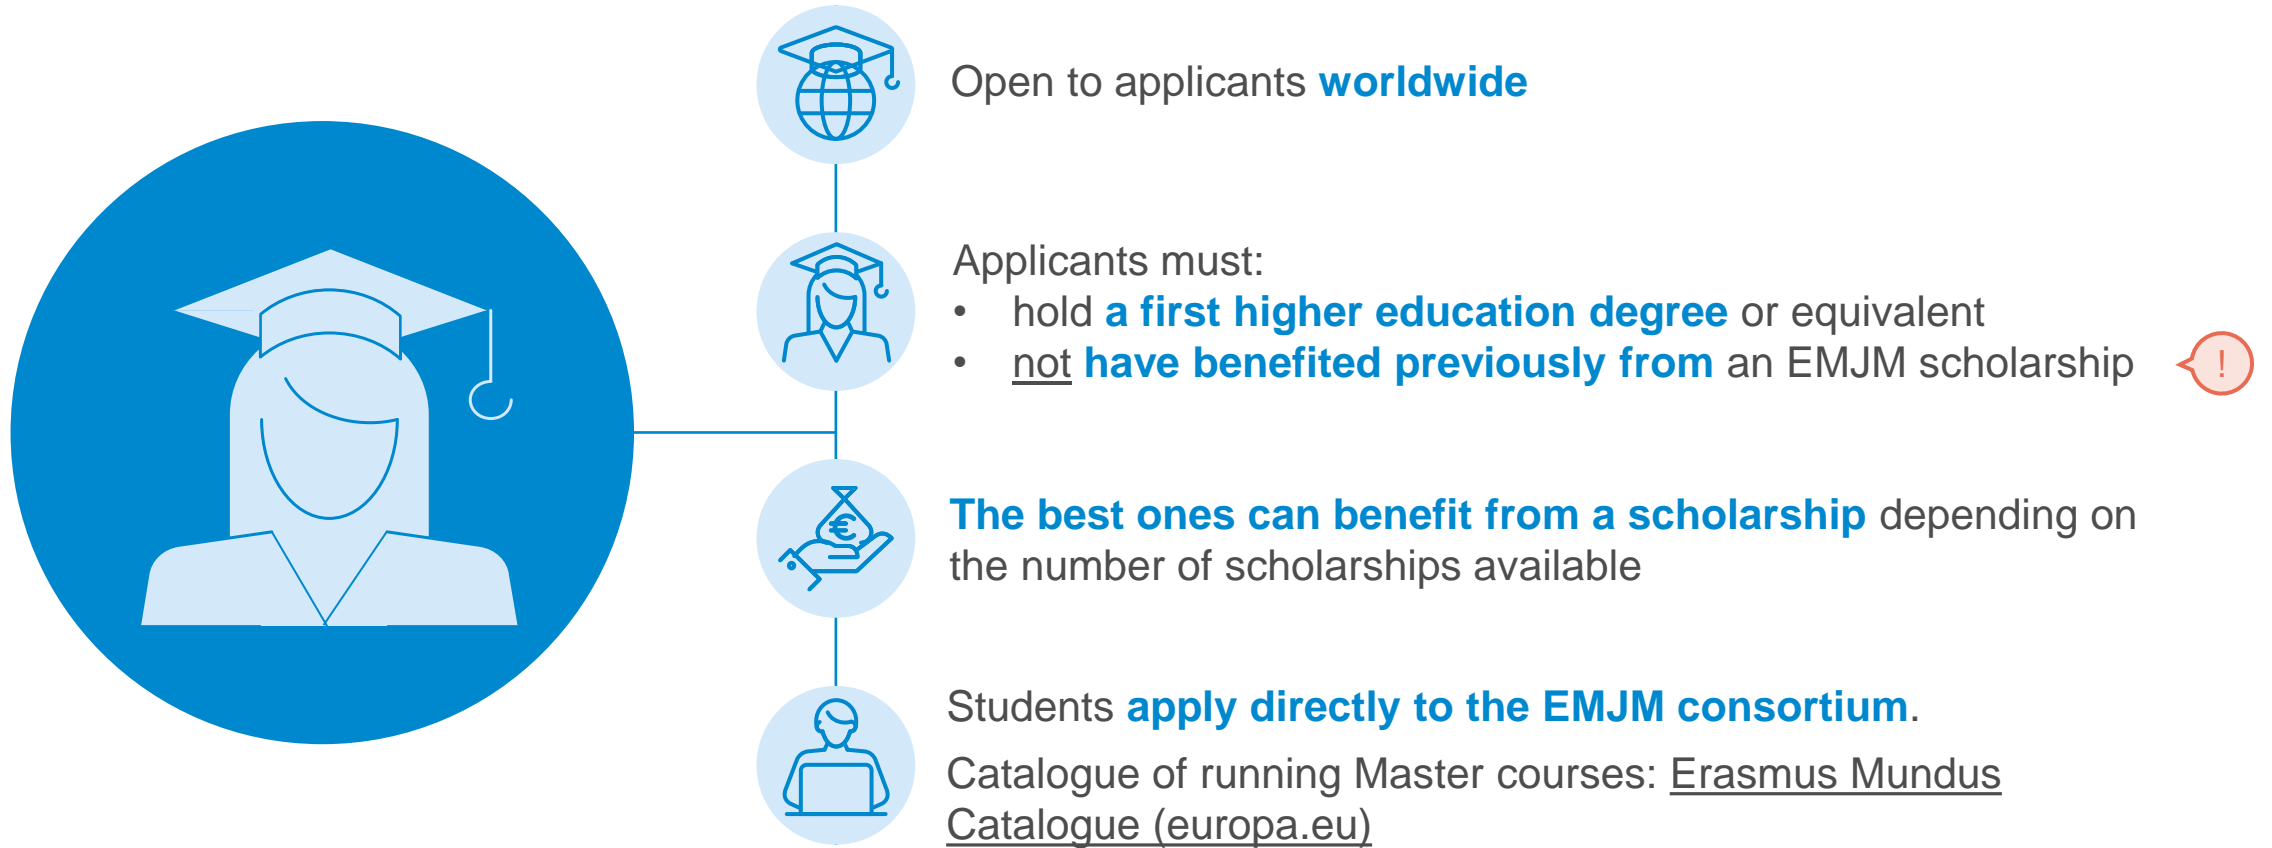 Open to applicants worldwide
Applicants must:
• hold a first higher education degree or equivalent
• not have benefited previously from an EMJM scholarship
!
€
The best ones can benefit from a scholarship depending on
the number of scholarships available
Students apply directly to the EMJM consortium.
Catalogue of running Master courses: Erasmus Mundus
Catalogue (europa.eu)